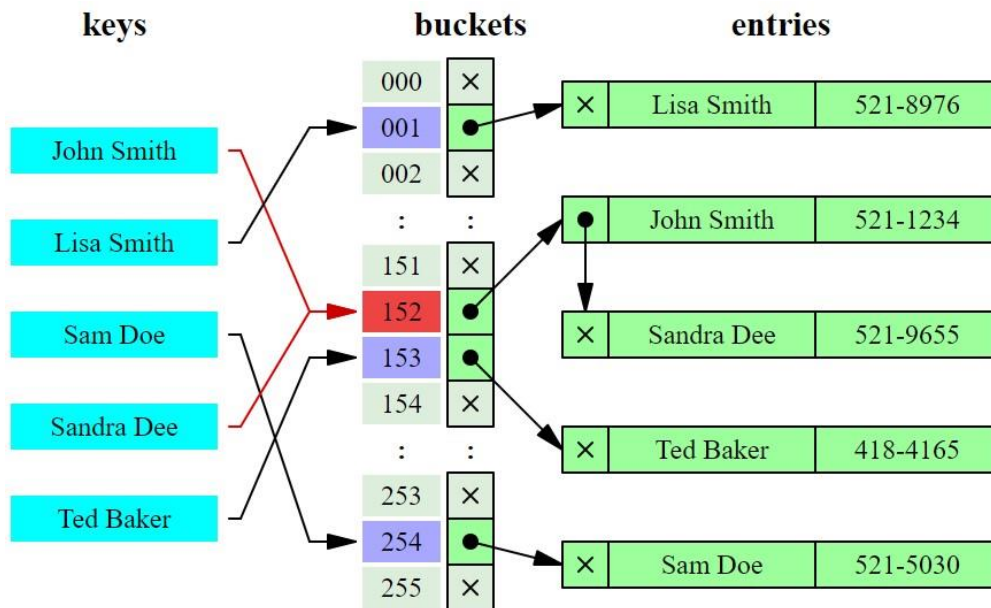 keys
buckets
entries
John Smith
Lisa Smith
Sam Doe
Sandra Dee
Ted Baker
000
001
002
:
:
151
152
153
154
:
:
253
254
255
Lisa Smith 521-8976
John Smith 521-1234
Sandra Dee 521-9655
Ted Baker 418-4165
Sam Doe 521-5030